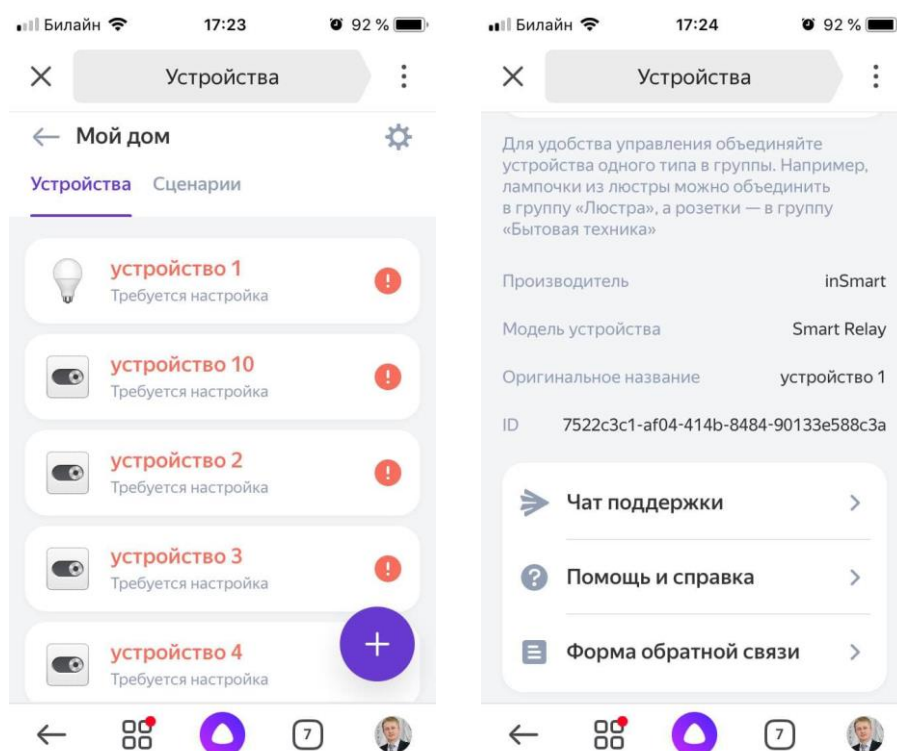 Билайн 17:23 92 %
Устройства
Мой дом
Устройства Сценарии
устройство 1
Требуется настройка
устройство 10
Требуется настройка
устройство 2
Требуется настройка
устройство 3
Требуется настройка
устройство 4
Требуется настройка
7
Билайн 17:24 92 %
Устройства
Для удобства управления объединяйте
устройства одного типа в группы. Например,
лампочки из люстры можно объединить
в группу «Люстра», а розетки — в группу
«Бытовая техника»
Производитель inSmart
Модель устройства Smart Relay
Оригинальное название устройство 1
ID 7522c3c1-af04-414b-8484-90133e588c3a
Чат поддержки
Помощь и справка
Форма обратной связи
7